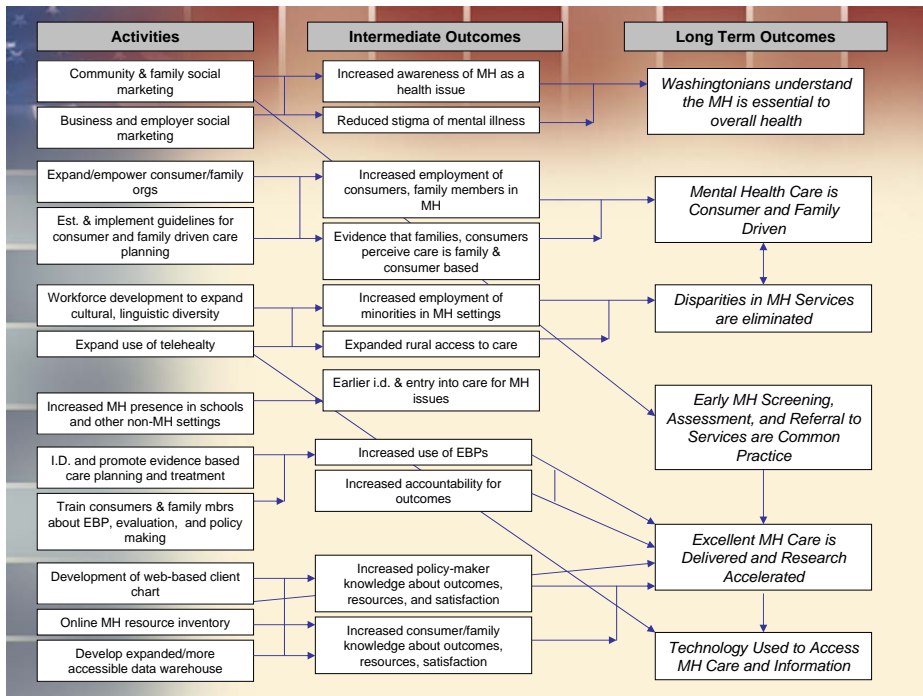 Activities
Intermediate Outcomes
Long Term Outcomes
Community & family social
marketing
Business and employer social
marketing
Expand/empower consumer/family
orgs
Est. & implement guidelines for
consumer and family driven care
planning
Workforce development to expand
cultural, linguistic diversity
Expand use of telehealty
Increased MH presence in schools
and other non-MH settings
I.D. and promote evidence based
care planning and treatment
Train consumers & family mbrs
about EBP, evaluation, and policy
making
Development of web-based client
chart
Online MH resource inventory
Develop expanded/more
accessible data warehouse
Increased awareness of MH as a
health issue
Reduced stigma of mental illness
Increased employment of
consumers, family members in
MH
Evidence that families, consumers
perceive care is family &
consumer based
Increased employment of
minorities in MH settings
Expanded rural access to care
Earlier i.d. & entry into care for MH
issues
Increased use of EBPs
Increased accountability for
outcomes
Increased policy-maker
knowledge about outcomes,
resources, and satisfaction
Increased consumer/family
knowledge about outcomes,
resources, satisfaction
Washingtonians understand
the MH is essential to
overall health
Mental Health Care is
Consumer and Family
Driven
Disparities in MH Services
are eliminated
Early MH Screening,
Assessment, and Referral to
Services are Common
Practice
Excellent MH Care is
Delivered and Research
Accelerated
Technology Used to Access
MH Care and Information